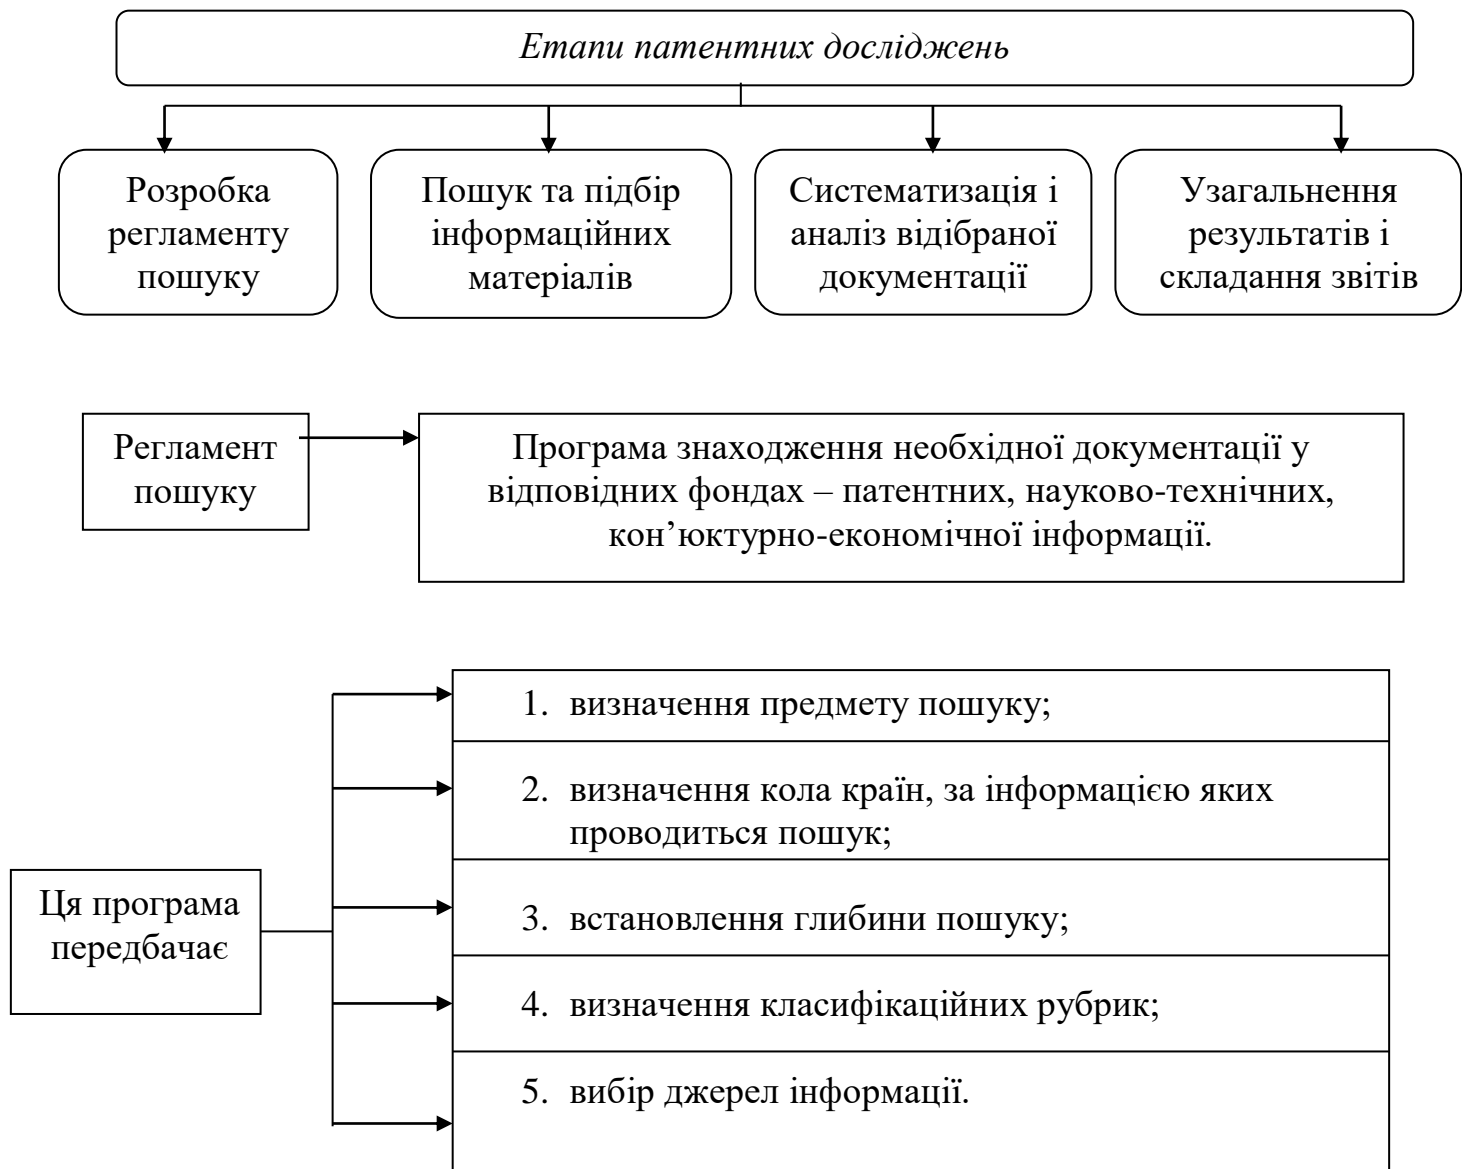 Етапи патентних досліджень
Розробка
регламенту
пошуку
Пошук та підбір
інформаційних
матеріалів
Систематизація і
аналіз відібраної
документації
Узагальнення
результатів і
складання звітів
Регламент
пошуку
Програма знаходження необхідної документації у
відповідних фондах – патентних, науково-технічних,
кон’юктурно-економічної інформації.
Ця програма
передбачає
1. визначення предмету пошуку;
2. визначення кола країн, за інформацією яких
проводиться пошук;
3. встановлення глибини пошуку;
4. визначення класифікаційних рубрик;
5. вибір джерел інформації.